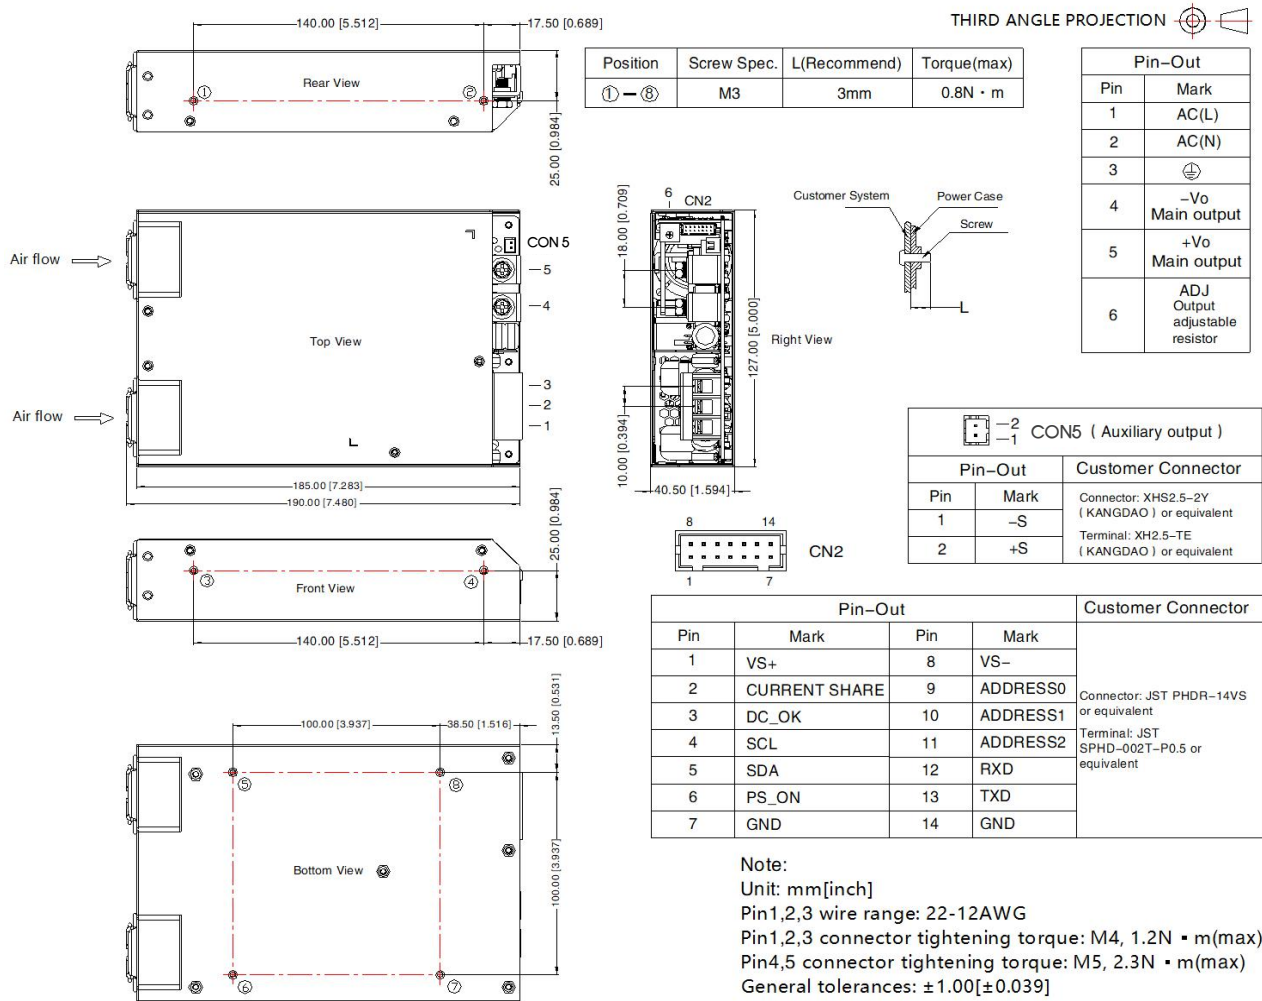 THIRD ANGLE PROJECTION
140.00 [5.512]
17.50 [0.689]
Rear View
①
②
25.00 [0.984]
Position Screw Spec. L(Recommend) Torque(max)
①－⑧ M3 3mm 0.8N・m
Pin–Out
Pin Mark
1 AC(L)
2 AC(N)
3
4 –Vo
Main output
5 +Vo
Main output
6 ADJ
Output
adjustable
resistor
Air flow
Air flow
Top View
CON5
5
4
3
2
1
185.00 [7.283]
190.00 [7.480]
6
CN2
18.00 [0.709]
10.00 [0.394]
127.00 [5.000]
40.50 [1.594]
Right View
Customer System
Power Case
Screw
L
2
1
CON5 ( Auxiliary output )
Pin–Out Customer Connector
Pin Mark
1 –S
2 +S
Connector: XHS2.5–2Y
( KANGDAO ) or equivalent
Terminal: XH2.5–TE
( KANGDAO ) or equivalent
25.00 [0.984]
Front View
③
④
140.00 [5.512]
17.50 [0.689]
8 14
CN2
1 7
Pin–Out Customer Connector
Pin Mark Pin Mark
1 VS+ 8 VS–
2 CURRENT SHARE 9 ADDRESS0
3 DC_OK 10 ADDRESS1
4 SCL 11 ADDRESS2
5 SDA 12 RXD
6 PS_ON 13 TXD
7 GND 14 GND
Connector: JST PHDR–14VS
or equivalent
Terminal: JST
SPHD–002T–P0.5 or
equivalent
100.00 [3.937]
38.50 [1.516]
13.50 [0.531]
⑤
⑧
Bottom View
100.00 [3.937]
⑥
⑦
Note:
Unit: mm[inch]
Pin1,2,3 wire range: 22-12AWG
Pin1,2,3 connector tightening torque: M4, 1.2N▪m(max)
Pin4,5 connector tightening torque: M5, 2.3N▪m(max)
General tolerances: ±1.00[±0.039]